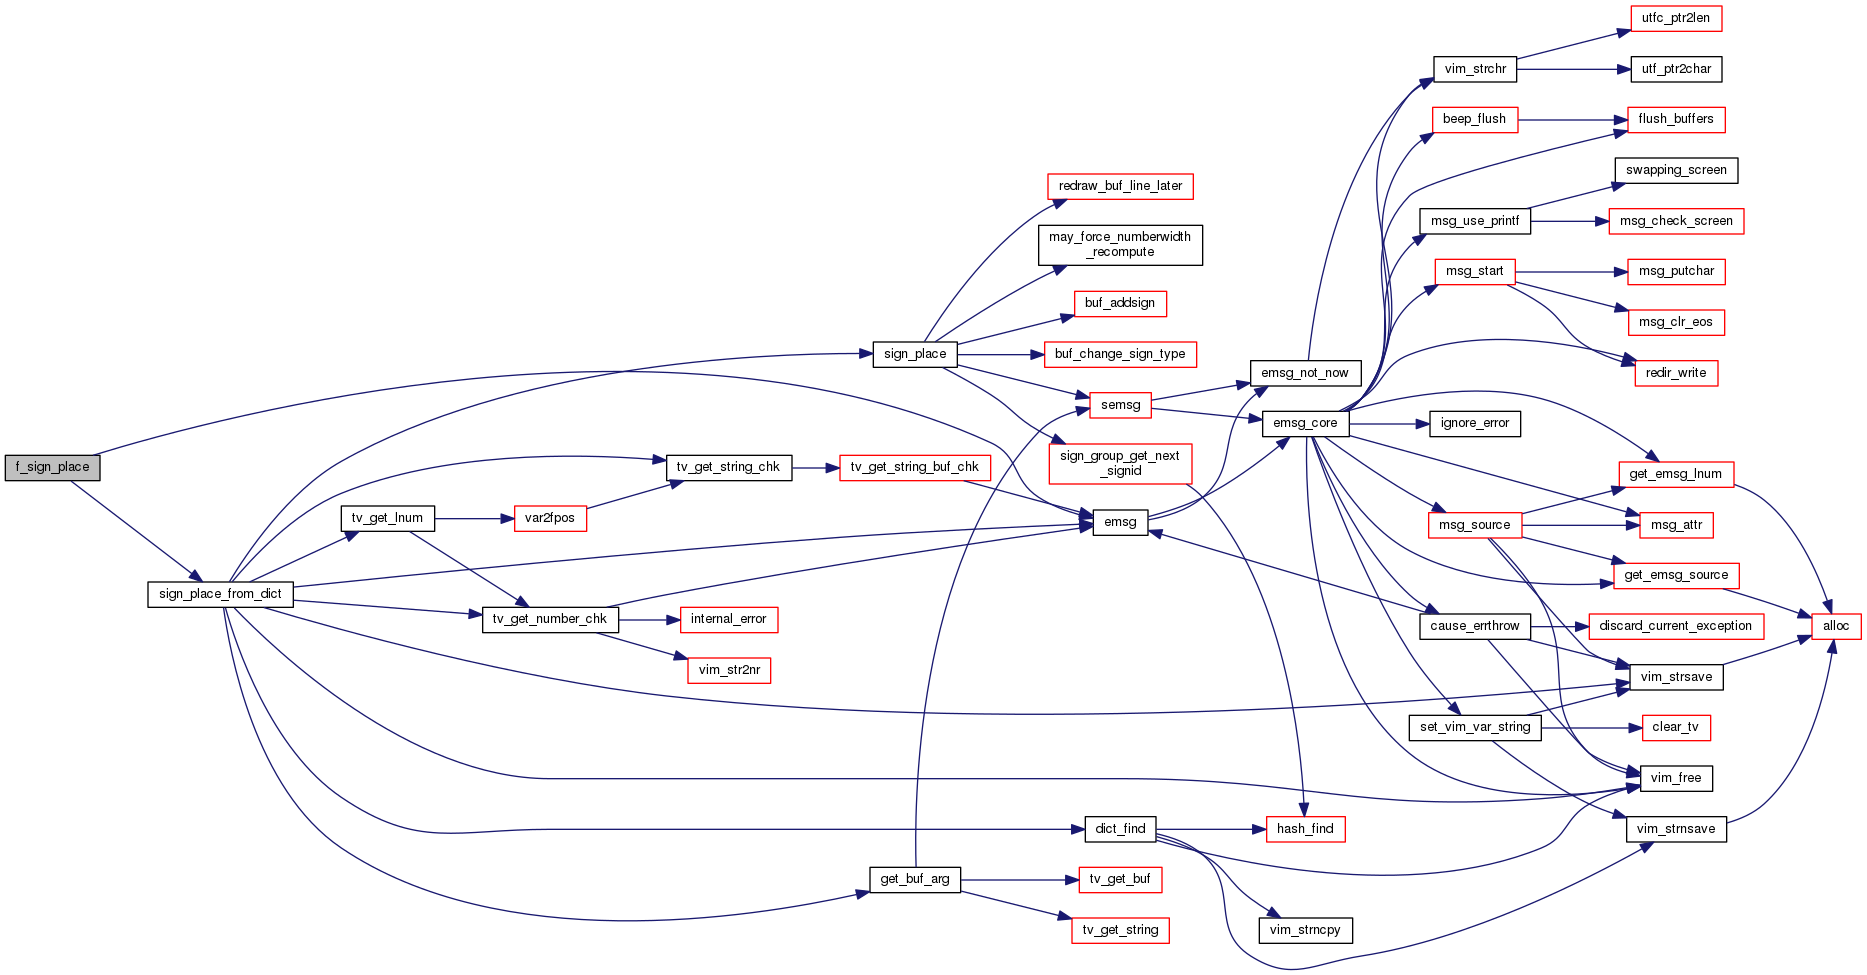 f_sign_place
sign_place_from_dict
tv_get_lnum
var2fpos
tv_get_number_chk
tv_get_string_chk
internal_error
vim_str2nr
tv_get_string_buf_chk
sign_place
get_buf_arg
redraw_buf_line_later
may_force_numberwidth
_recompute
buf_addsign
buf_change_sign_type
semsg
sign_group_get_next
_signid
emsg
dict_find
tv_get_buf
tv_get_string
emsg_not_now
emsg_core
hash_find
vim_strncpy
vim_strchr
beep_flush
msg_use_printf
msg_start
ignore_error
msg_source
cause_errthrow
set_vim_var_string
utfc_ptr2len
utf_ptr2char
flush_buffers
swapping_screen
msg_check_screen
msg_putchar
msg_clr_eos
redir_write
get_emsg_lnum
msg_attr
get_emsg_source
discard_current_exception
vim_strsave
clear_tv
vim_free
vim_strnsave
alloc